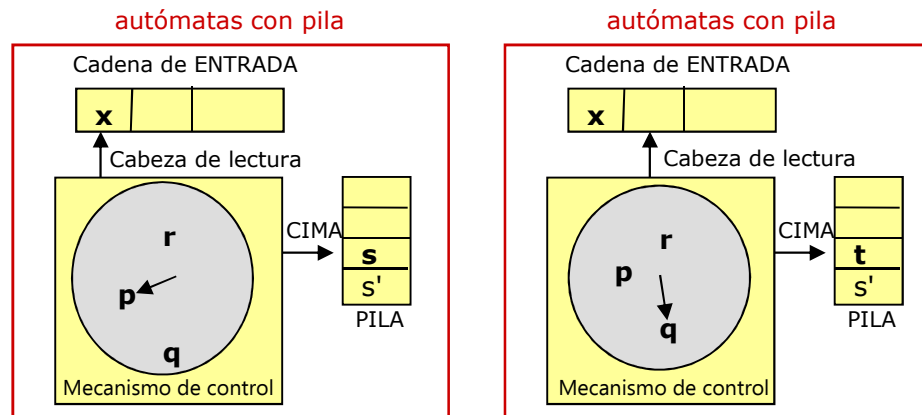 autómatas con pila
Cadena de ENTRADA
x
Cabeza de lectura
r
CIMA
s
p
s'
q
PILA
Mecanismo de control
autómatas con pila
Cadena de ENTRADA
x
Cabeza de lectura
r
CIMA
p
t
s'
q
PILA
Mecanismo de control